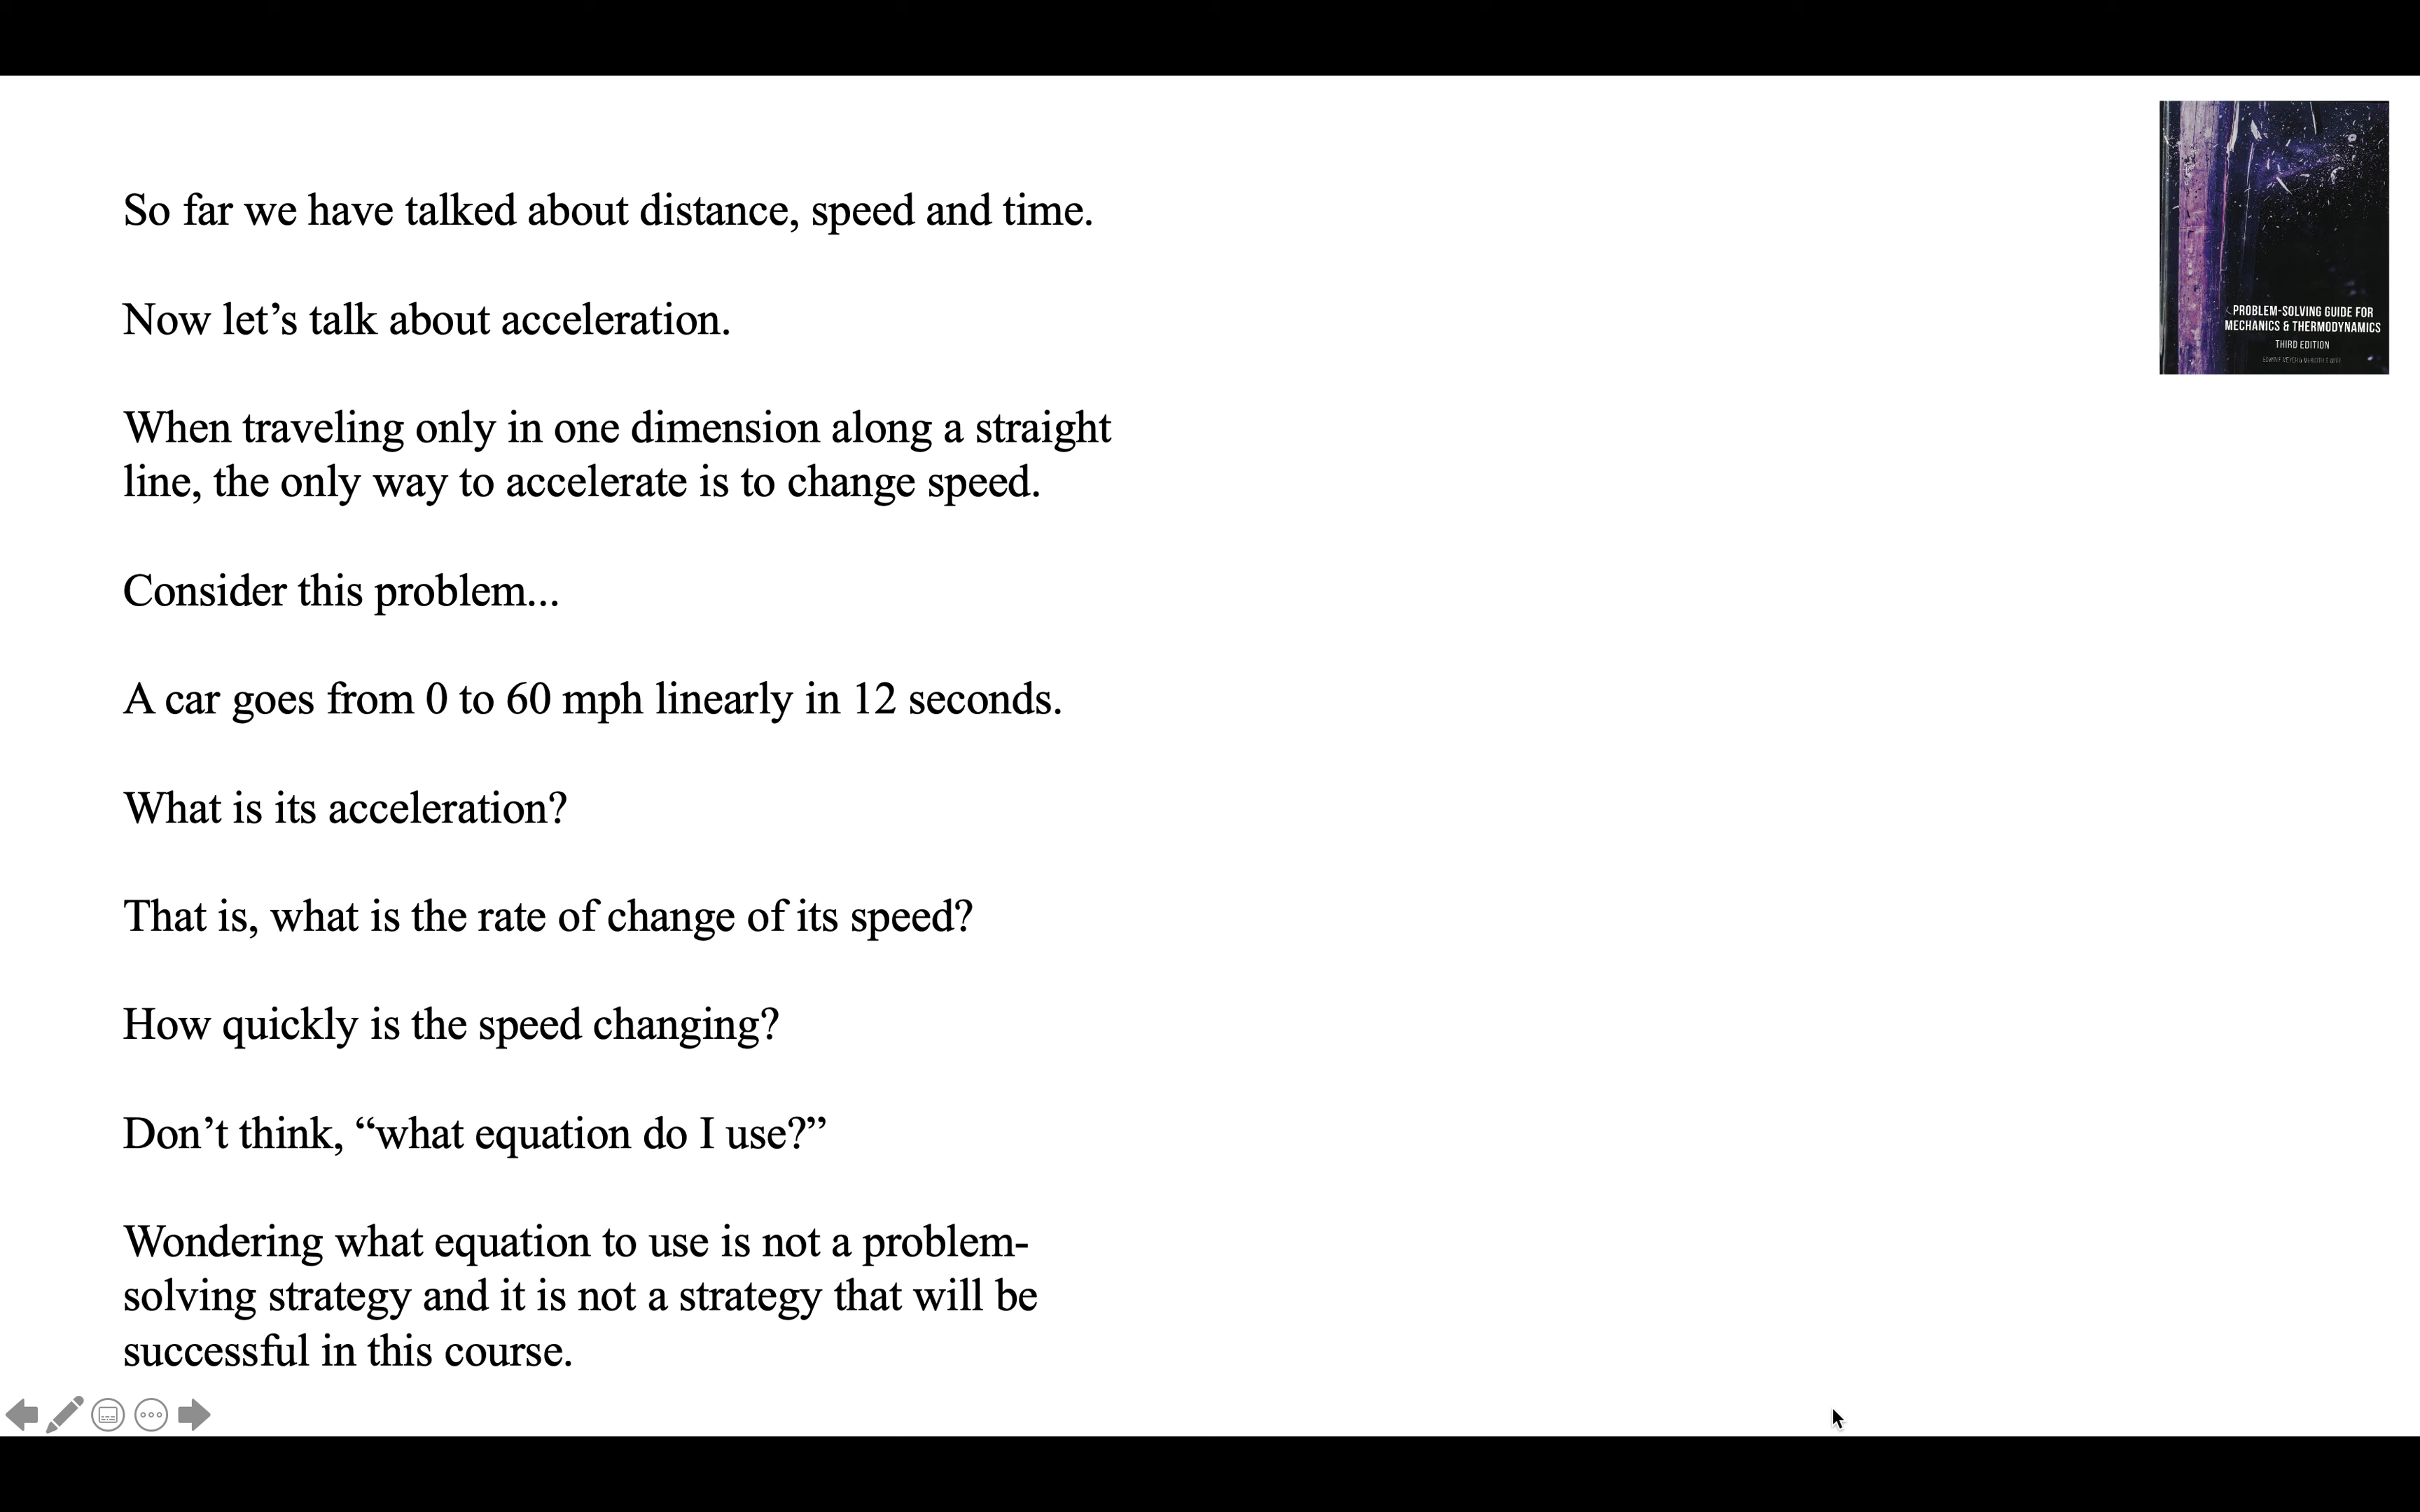 So far we have talked about distance, speed and time.
Now let’s talk about acceleration.
When traveling only in one dimension along a straight
line, the only way to accelerate is to change speed.
Consider this problem...
A car goes from 0 to 60 mph linearly in 12 seconds.
What is its acceleration?
That is, what is the rate of change of its speed?
How quickly is the speed changing?
Don’t think, “what equation do I use?”
Wondering what equation to use is not a problem-
solving strategy and it is not a strategy that will be
successful in this course.
PROBLEM-SOLVING GUIDE FOR
MECHANICS & THERMODYNAMICS
THIRD EDITION